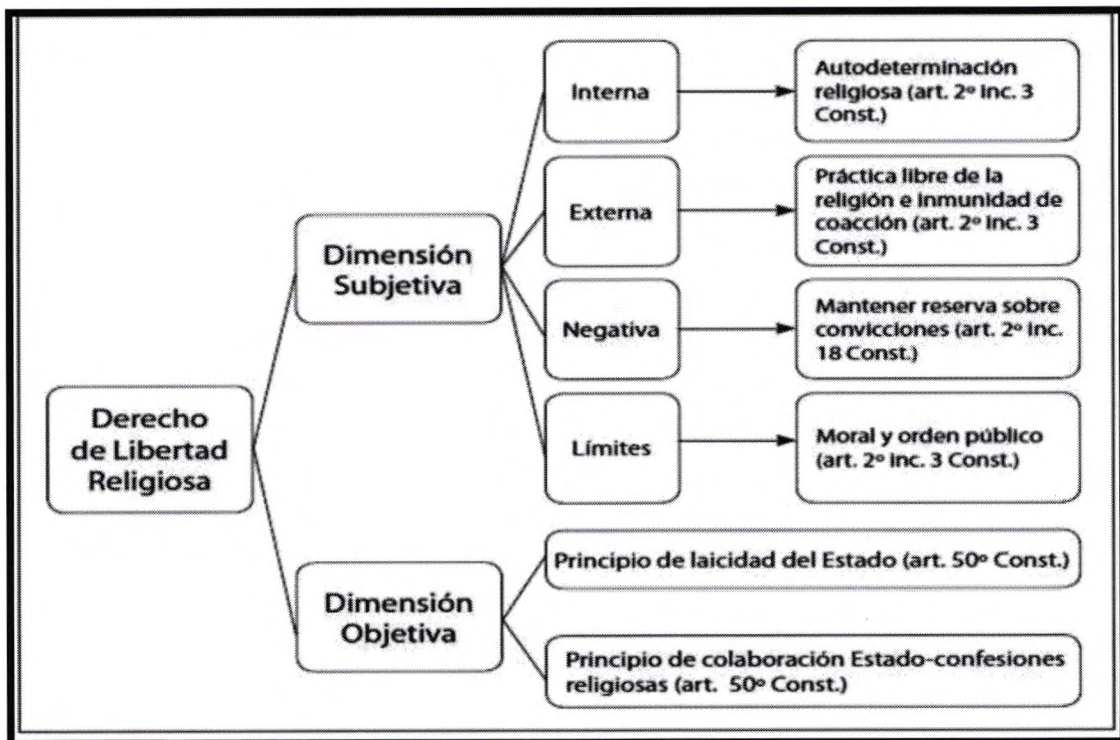 Derecho
de Libertad
Religiosa
Dimensión
Subjetiva
Interna
Autodeterminación
religiosa (art. 2º inc. 3
Const.)
Externa
Práctica libre de la
religión e inmunidad de
coacción (art. 2º inc. 3
Const.)
Negativa
Mantener reserva sobre
convicciones (art. 2º inc.
18 Const.)
Límites
Moral y orden público
(art. 2º inc. 3 Const.)
Dimensión
Objetiva
Principio de laicidad del Estado (art. 50º Const.)
Principio de colaboración Estado-confesiones
religiosas (art. 50º Const.)